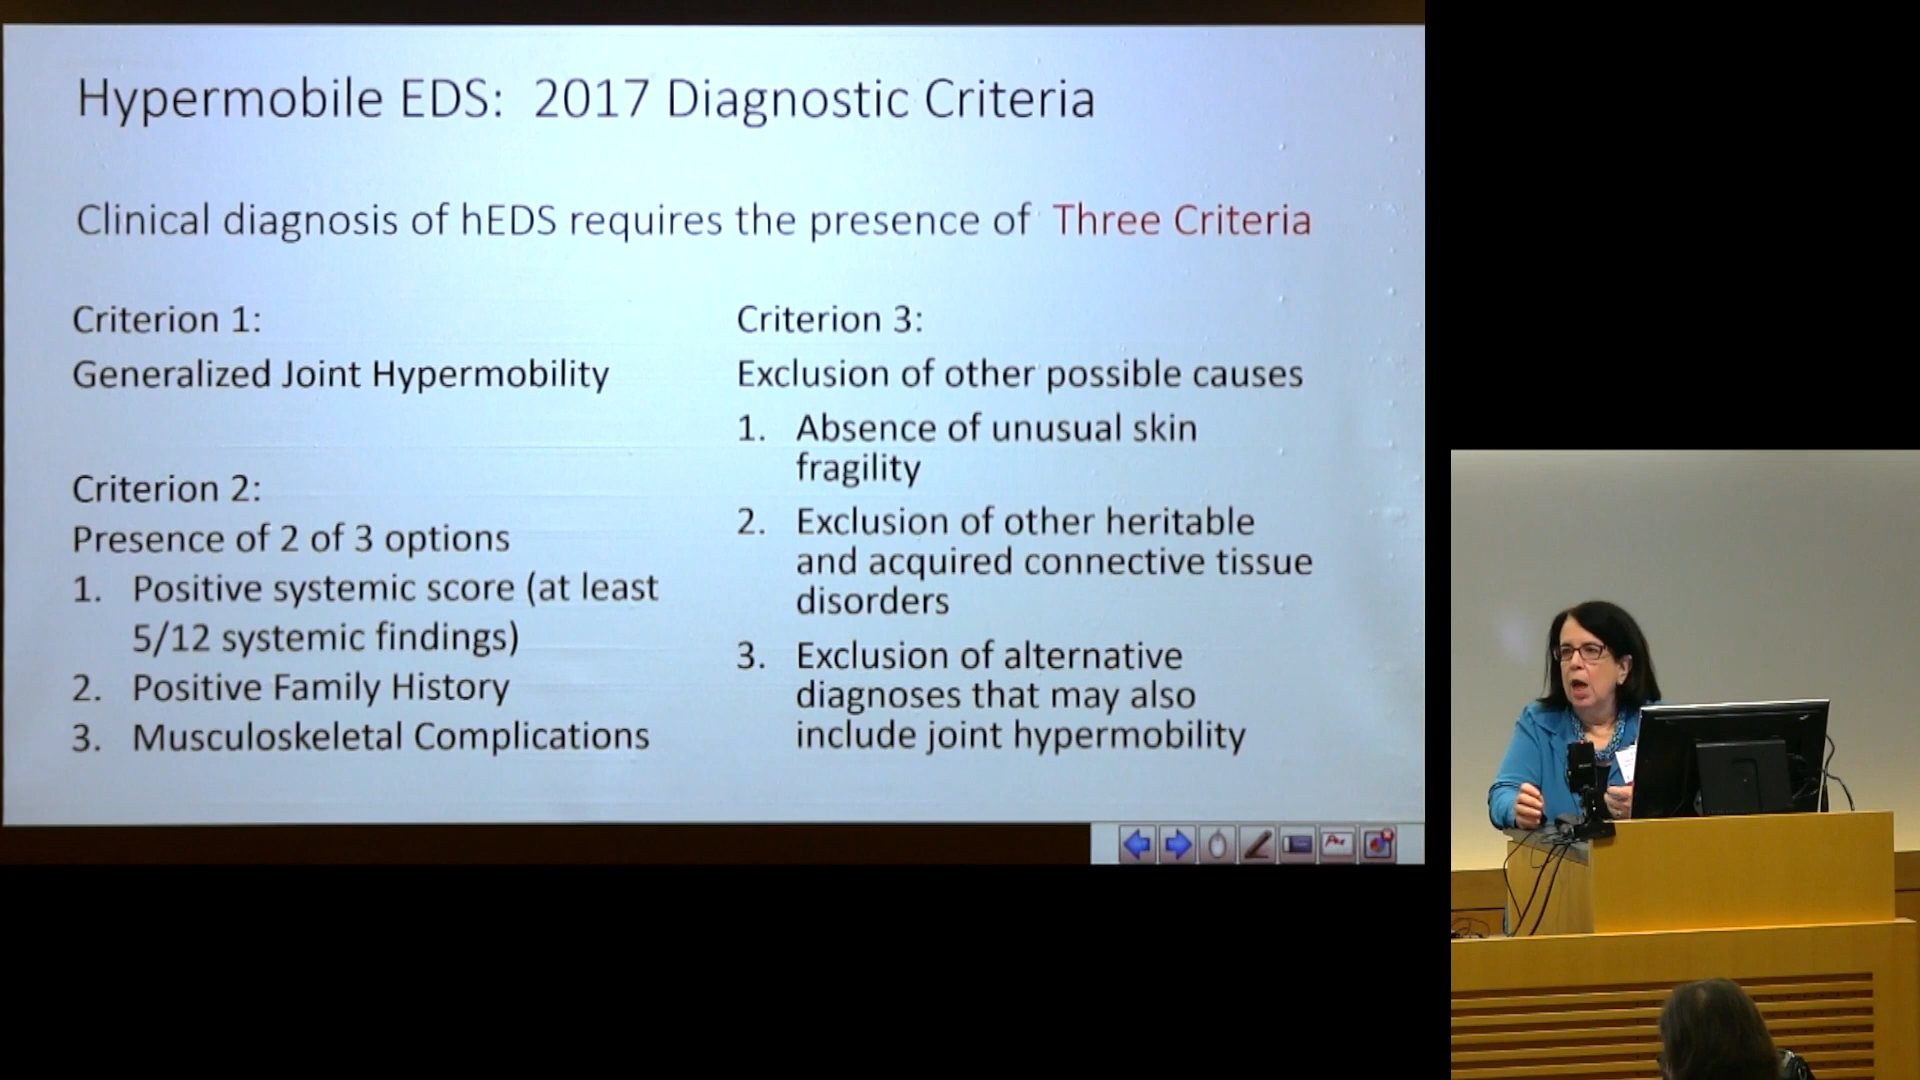 Hypermobile EDS: 2017 Diagnostic Criteria
Clinical diagnosis of hEDS requires the presence of Three Criteria
Criterion 1:
Generalized Joint Hypermobility
Criterion 2:
Presence of 2 of 3 options
1. Positive systemic score (at least
5/12 systemic findings)
2. Positive Family History
3. Musculoskeletal Complications
Criterion 3:
Exclusion of other possible causes
1. Absence of unusual skin
fragility
2. Exclusion of other heritable
and acquired connective tissue
disorders
3. Exclusion of alternative
diagnoses that may also
include joint hypermobility